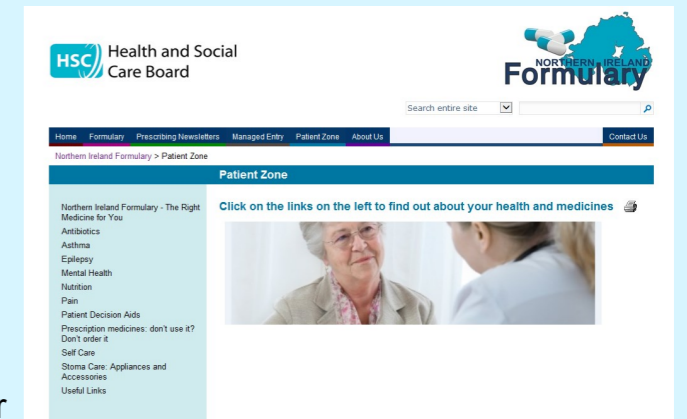 HSC Health and Social
Care Board
NORTHERN IRELAND
Formulary
Search entire site
Home Formulary Prescribing Newsletters Managed Entry Patient Zone About Us Contact Us
Northern Ireland Formulary > Patient Zone
Patient Zone
Click on the links on the left to find out about your health and medicines
Northern Ireland Formulary - The Right
Medicine for You
Antibiotics
Asthma
Epilepsy
Mental Health
Nutrition
Pain
Patient Decision Aids
Prescription medicines: don't use it?
Don't order it
Self Care
Stoma Care: Appliances and
Accessories
Useful Links
r